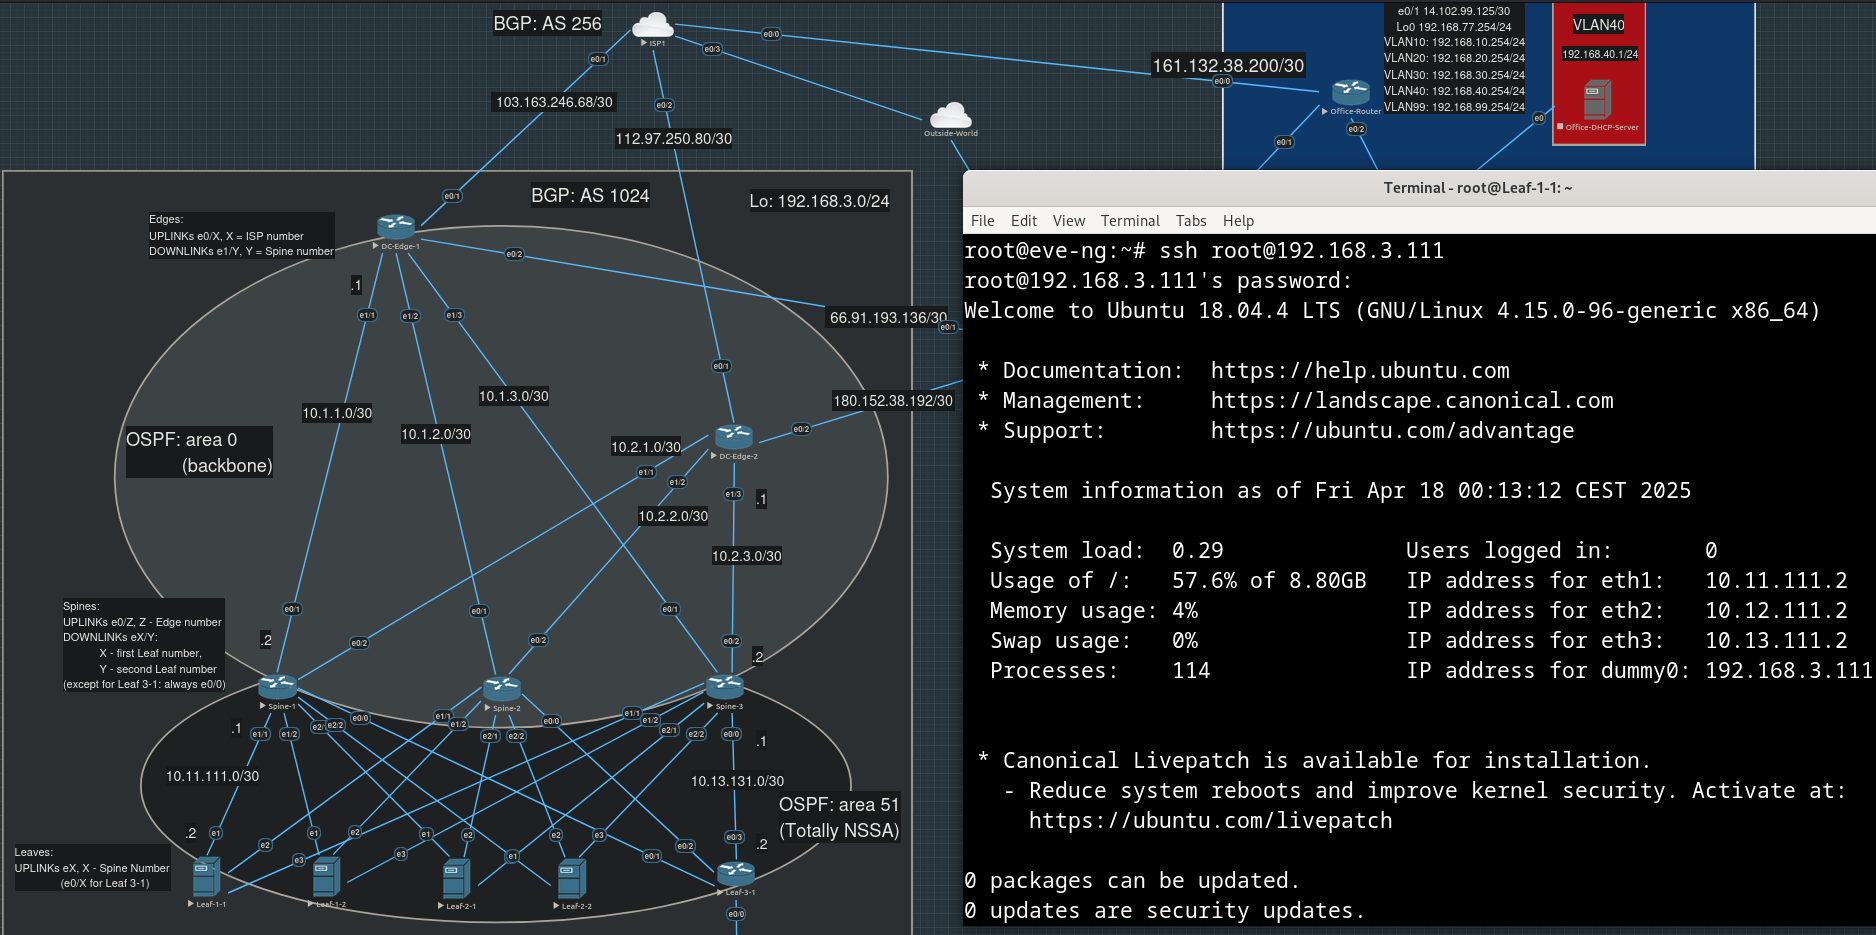 BGP: AS 256
ISP1
e0/0
e0/3
e0/1
103.163.246.68/30
e0/2
112.97.250.80/30
161.132.38.200/30
e0/0
Outside-World
e0/1 14.102.99.125/30
Lo0 192.168.77.254/24
VLAN10: 192.168.10.254/24
VLAN20: 192.168.20.254/24
VLAN30: 192.168.30.254/24
VLAN40: 192.168.40.254/24
VLAN99: 192.168.99.254/24
Office-Router
e0/1
e0/2
VLAN40
192.168.40.1/24
Office-DHCP-Server
e0
BGP: AS 1024
Lo: 192.168.3.0/24
e0/1
Edges:
UPLINKs e0/X, X = ISP number
DOWNLINKs e1/Y, Y = Spine number
DC-Edge-1
e0/2
.1
e1/1
e1/2
e1/3
66.91.193.136/30
e0/1
e0/1
10.1.1.0/30
10.1.2.0/30
10.1.3.0/30
180.152.38.192/30
OSPF: area 0
(backbone)
10.2.1.0/30
DC-Edge-2
e0/2
e1/1
e1/2
e1/3
.1
10.2.2.0/30
10.2.3.0/30
Spines:
UPLINKs e0/Z, Z - Edge number
DOWNLINKs eX/Y:
X - first Leaf number,
Y - second Leaf number
(except for Leaf 3-1: always e0/0)
e0/1
e0/1
e0/1
.2
e0/2
e0/2
e0/2
.2
Spine-1
Spine-2
Spine-3
.1
e1/1
e1/2
e2/2
e0/0
e1/1
e1/2
e2/1
e2/2
e0/0
e1/1
e1/2
e2/1
e2/2
e0/0
.1
10.11.111.0/30
10.13.131.0/30
OSPF: area 51
(Totally NSSA)
.2
e1
e2
e3
e1
e2
e3
e1
e2
e1
e2
e3
e0/1
e0/2
e0/3
.2
Leaves:
UPLINKs eX, X - Spine Number
(e0/X for Leaf 3-1)
Leaf-1-1
Leaf-1-2
Leaf-2-1
Leaf-2-2
Leaf-3-1
e0/0
Terminal - root@Leaf-1-1: ~
File Edit View Terminal Tabs Help
root@eve-ng:~# ssh root@192.168.3.111
root@192.168.3.111's password:
Welcome to Ubuntu 18.04.4 LTS (GNU/Linux 4.15.0-96-generic x86_64)
* Documentation: https://help.ubuntu.com
* Management: https://landscape.canonical.com
* Support: https://ubuntu.com/advantage
System information as of Fri Apr 18 00:13:12 CEST 2025
System load: 0.29 Users logged in: 0
Usage of /: 57.6% of 8.80GB IP address for eth1: 10.11.111.2
Memory usage: 4% IP address for eth2: 10.12.111.2
Swap usage: 0% IP address for eth3: 10.13.111.2
Processes: 114 IP address for dummy0: 192.168.3.111
* Canonical Livepatch is available for installation.
- Reduce system reboots and improve kernel security. Activate at:
https://ubuntu.com/livepatch
0 packages can be updated.
0 updates are security updates.